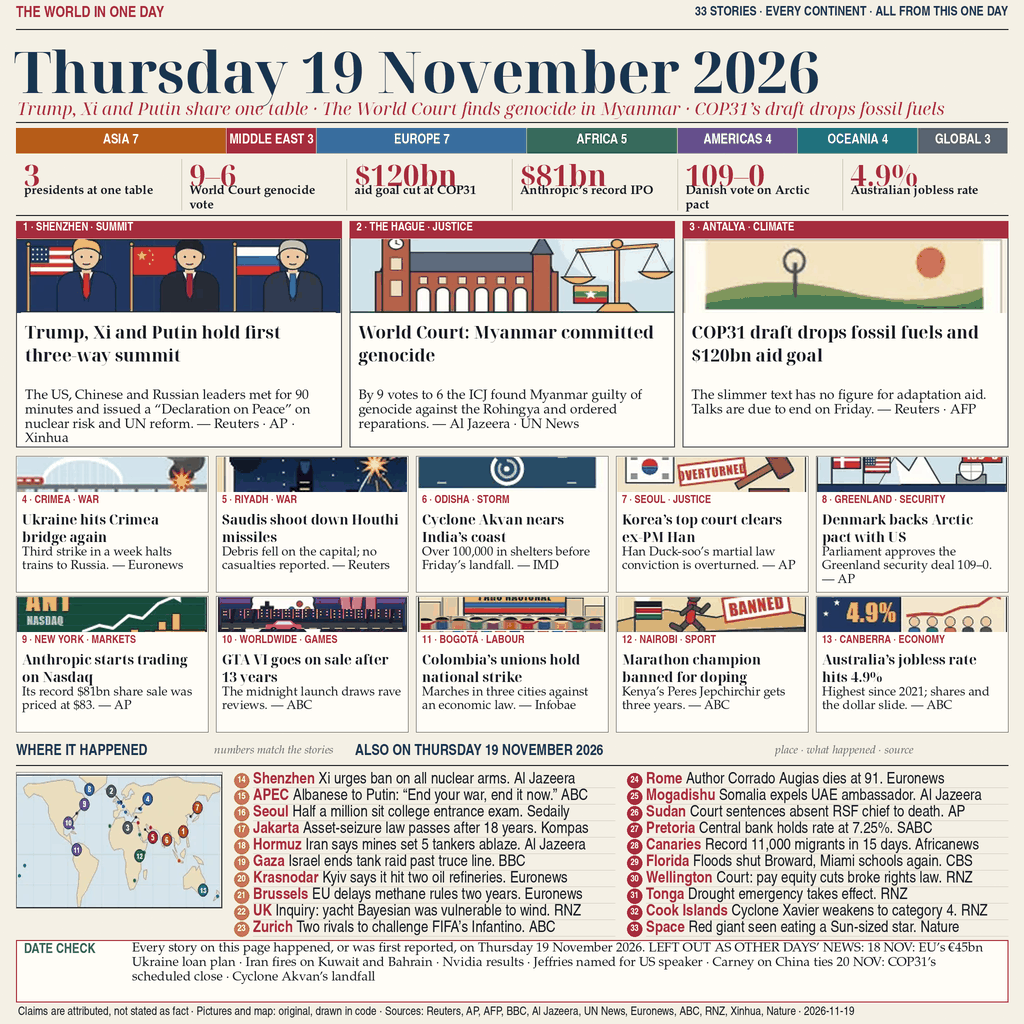 THE WORLD IN ONE DAY
33 STORIES · EVERY CONTINENT · ALL FROM THIS ONE DAY
Thursday 19 November 2026
Trump, Xi and Putin share one table · The World Court finds genocide in Myanmar · COP31’s draft drops fossil fuels
ASIA 7
MIDDLE EAST 3
EUROPE 7
AFRICA 5
AMERICAS 4
OCEANIA 4
GLOBAL 3
3
presidents at one table
9–6
World Court genocide
vote
$120bn
aid goal cut at COP31
$81bn
Anthropic’s record IPO
109–0
Danish vote on Arctic
pact
4.9%
Australian jobless rate
1 · SHENZHEN · SUMMIT
Trump, Xi and Putin hold first
three-way summit
The US, Chinese and Russian leaders met for 90
minutes and issued a “Declaration on Peace” on
nuclear risk and UN reform. — Reuters · AP ·
Xinhua
2 · THE HAGUE · JUSTICE
World Court: Myanmar committed
genocide
By 9 votes to 6 the ICJ found Myanmar guilty of
genocide against the Rohingya and ordered
reparations. — Al Jazeera · UN News
3 · ANTALYA · CLIMATE
COP31 draft drops fossil fuels and
$120bn aid goal
The slimmer text has no figure for adaptation aid.
Talks are due to end on Friday. — Reuters · AFP
4 · CRIMEA · WAR
Ukraine hits Crimea
bridge again
Third strike in a week halts
trains to Russia. — Euronews
5 · RIYADH · WAR
Saudis shoot down Houthi
missiles
Debris fell on the capital; no
casualties reported. — Reuters
6 · ODISHA · STORM
Cyclone Akvan nears
India’s coast
Over 100,000 in shelters before
Friday’s landfall. — IMD
OVERTURNED
7 · SEOUL · JUSTICE
Korea’s top court clears
ex-PM Han
Han Duck-soo’s martial law
conviction is overturned. — AP
8 · GREENLAND · SECURITY
Denmark backs Arctic
pact with US
Parliament approves the
Greenland security deal 109–0.
— AP
ANT
NASDAQ
9 · NEW YORK · MARKETS
Anthropic starts trading
on Nasdaq
Its record $81bn share sale was
priced at $83. — AP
VI
10 · WORLDWIDE · GAMES
GTA VI goes on sale after
13 years
The midnight launch draws rave
reviews. — ABC
PARO NACIONAL
11 · BOGOTÁ · LABOUR
Colombia’s unions hold
national strike
Marches in three cities against
an economic law. — Infobae
BANNED
12 · NAIROBI · SPORT
Marathon champion
banned for doping
Kenya’s Peres Jepchirchir gets
three years. — ABC
4.9%
13 · CANBERRA · ECONOMY
Australia’s jobless rate
hits 4.9%
Highest since 2021; shares and
the dollar slide. — ABC
WHERE IT HAPPENED
numbers match the stories
ALSO ON THURSDAY 19 NOVEMBER 2026
place · what happened · source
14 Shenzhen Xi urges ban on all nuclear arms. Al Jazeera
15 APEC Albanese to Putin: “End your war, end it now.” ABC
16 Seoul Half a million sit college entrance exam. Sedaily
17 Jakarta Asset-seizure law passes after 18 years. Kompas
18 Hormuz Iran says mines set 5 tankers ablaze. Al Jazeera
19 Gaza Israel ends tank raid past truce line. BBC
20 Krasnodar Kyiv says it hit two oil refineries. Euronews
21 Brussels EU delays methane rules two years. Euronews
22 UK Inquiry: yacht Bayesian was vulnerable to wind. RNZ
23 Zurich Two rivals to challenge FIFA’s Infantino. ABC
24 Rome Author Corrado Augias dies at 91. Euronews
25 Mogadishu Somalia expels UAE ambassador. Al Jazeera
26 Sudan Court sentences absent RSF chief to death. AP
27 Pretoria Central bank holds rate at 7.25%. SABC
28 Canaries Record 11,000 migrants in 15 days. Africanews
29 Florida Floods shut Broward, Miami schools again. CBS
30 Wellington Court: pay equity cuts broke rights law. RNZ
31 Tonga Drought emergency takes effect. RNZ
32 Cook Islands Cyclone Xavier weakens to category 4. RNZ
33 Space Red giant seen eating a Sun-sized star. Nature
DATE CHECK
Every story on this page happened, or was first reported, on Thursday 19 November 2026. LEFT OUT AS OTHER DAYS’ NEWS: 18 NOV: EU’s €45bn
Ukraine loan plan · Iran fires on Kuwait and Bahrain · Nvidia results · Jeffries named for US speaker · Carney on China ties 20 NOV: COP31’s
scheduled close · Cyclone Akvan’s landfall
Claims are attributed, not stated as fact · Pictures and map: original, drawn in code · Sources: Reuters, AP, AFP, BBC, Al Jazeera, UN News, Euronews, ABC, RNZ, Xinhua, Nature · 2026-11-19